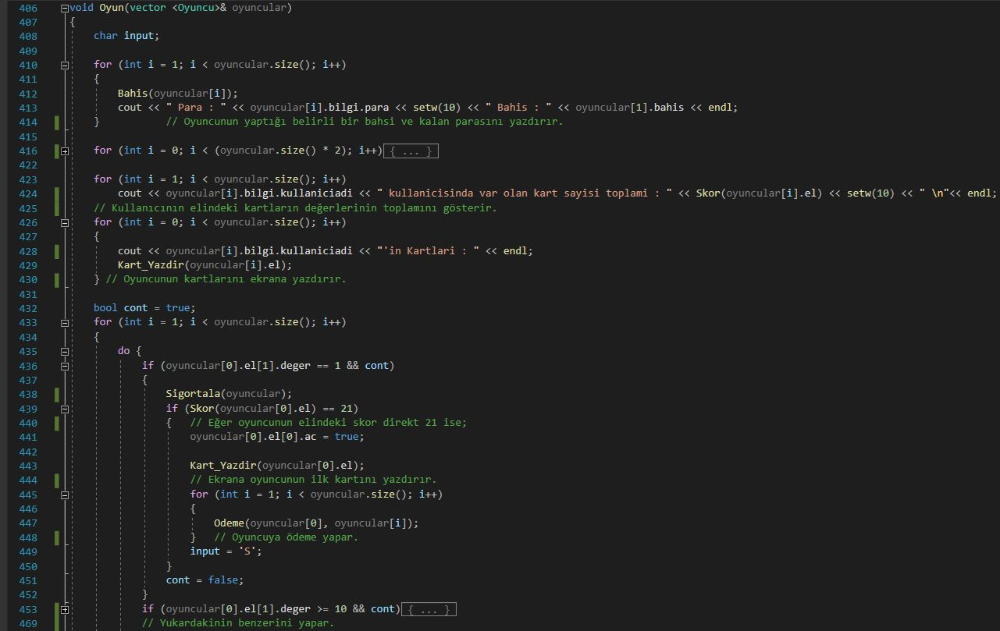 406 void Oyun(vector <Oyuncu>& oyuncular)
407 {
408 char input;
409
410 for (int i = 1; i < oyuncular.size(); i++)
411 {
412 Bahis(oyuncular[i]);
413 cout << " Para : " << oyuncular[i].bilgi.para << setw(10) << " Bahis : " << oyuncular[1].bahis << endl;
414 } // Oyuncunun yaptığı belirli bir bahsi ve kalan parasını yazdırır.
415
416 for (int i = 0; i < (oyuncular.size() * 2); i++){ ... }
422
423 for (int i = 1; i < oyuncular.size(); i++)
424 cout << oyuncular[i].bilgi.kullaniciadi << " kullanicisinda var olan kart sayisi toplami : " << Skor(oyuncular[i].el) << setw(10) << " \n"<< endl;
425 // Kullanıcının elindeki kartların değerlerinin toplamını gösterir.
426 for (int i = 0; i < oyuncular.size(); i++)
427 {
428 cout << oyuncular[i].bilgi.kullaniciadi << "'in Kartlari : " << endl;
429 Kart_Yazdir(oyuncular[i].el);
430 } // Oyuncunun kartlarını ekrana yazdırır.
431
432 bool cont = true;
433 for (int i = 1; i < oyuncular.size(); i++)
434 {
435 do {
436 if (oyuncular[0].el[1].deger == 1 && cont)
437 {
438 Sigortala(oyuncular);
439 if (Skor(oyuncular[0].el) == 21)
440 { // Eğer oyuncunun elindeki skor direkt 21 ise;
441 oyuncular[0].el[0].ac = true;
442
443 Kart_Yazdir(oyuncular[0].el);
444 // Ekrana oyuncunun ilk kartını yazdırır.
445 for (int i = 1; i < oyuncular.size(); i++)
446 {
447 Odeme(oyuncular[0], oyuncular[i]);
448 } // Oyuncuya ödeme yapar.
449 input = 'S';
450 }
451 cont = false;
452 }
453 if (oyuncular[0].el[1].deger >= 10 && cont){ ... }
469 // Yukardakinin benzerini yapar.